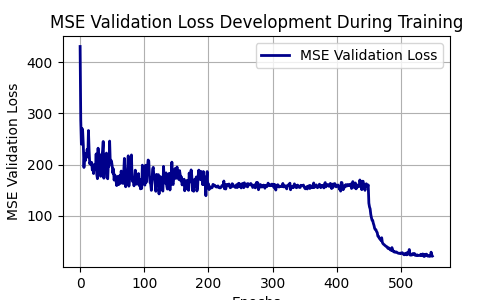 MSE Validation Loss Development During Training
MSE Validation Loss
400
300
200
100
MSE Validation Loss
0
100
200
300
400
500
Epochs